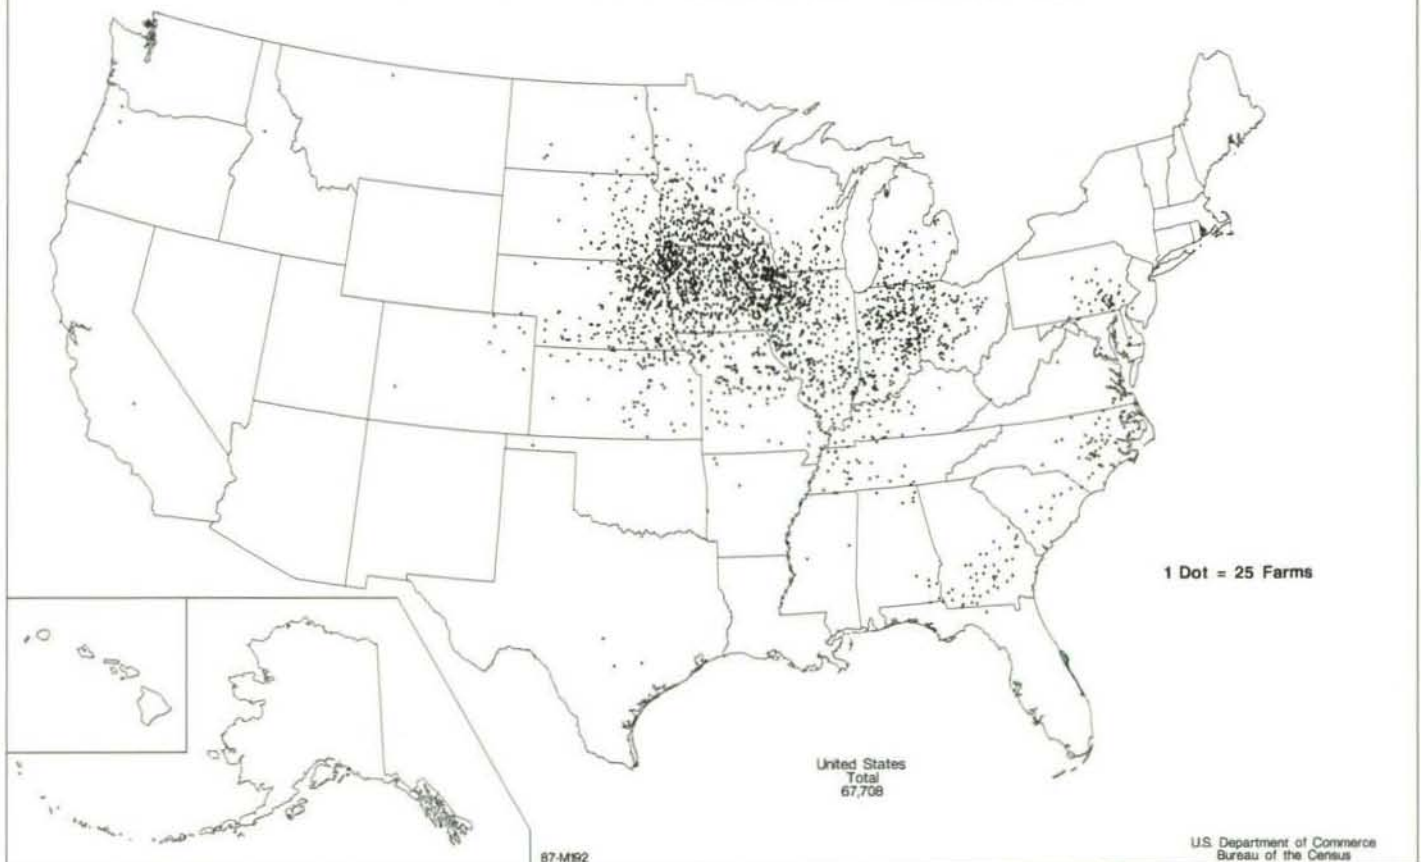 1 Dot = 25 Farms
United States
Total
67,708
87-M192
U.S. Department of Commerce
Bureau of the Census